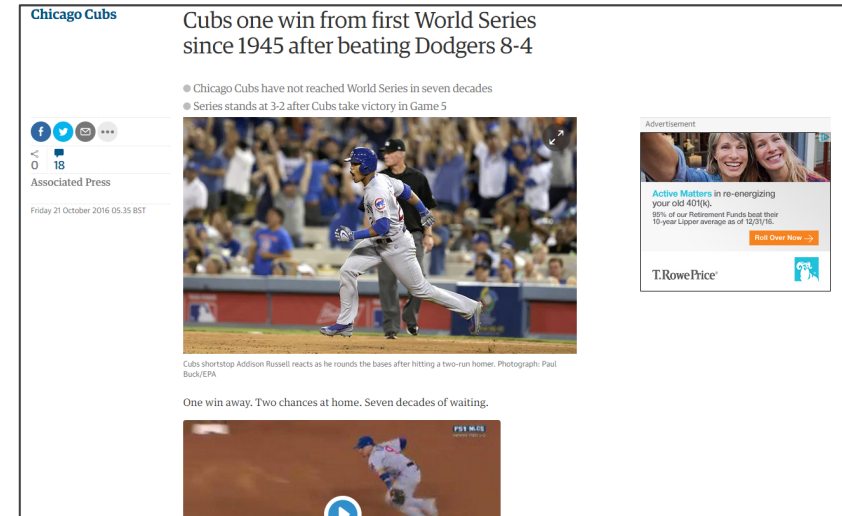 Chicago Cubs
Cubs one win from first World Series
since 1945 after beating Dodgers 8-4
Chicago Cubs have not reached World Series in seven decades
Series stands at 3-2 after Cubs take victory in Game 5
0 18
Associated Press
Friday 21 October 2016 05.35 BST
Cubs shortstop Addison Russell reacts as he rounds the bases after hitting a two-run homer. Photograph: Paul
Buck/EPA
One win away. Two chances at home. Seven decades of waiting.
FS1 NLCS
Advertisement
Active Matters in re-energizing
your old 401(k).
95% of our Retirement Funds beat their
10-year Lipper average as of 12/31/16.
Roll Over Now
T.RowePrice